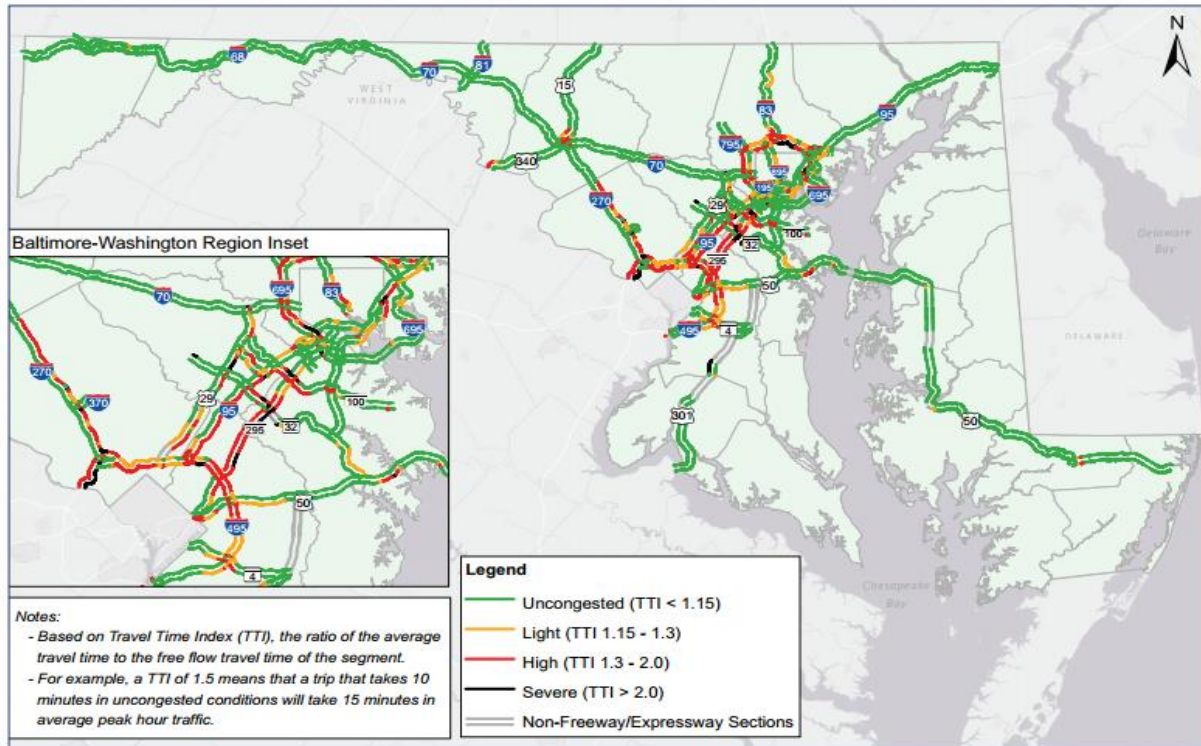 N
68
70
81
15
83
95
WEST
VIRGINIA
340
70
795
695
195
695
29
270
95
32
100
295
50
495
4
301
50
Delaware
Bay
DELAWARE
Chesapeake
Bay
Baltimore-Washington Region Inset
70
695
83
695
270
370
29
95
100
295
32
50
495
4
Legend
Uncongested (TTI < 1.15)
Light (TTI 1.15 - 1.3)
High (TTI 1.3 - 2.0)
Severe (TTI > 2.0)
Non-Freeway/Expressway Sections
Notes:
- Based on Travel Time Index (TTI), the ratio of the average
travel time to the free flow travel time of the segment.
- For example, a TTI of 1.5 means that a trip that takes 10
minutes in uncongested conditions will take 15 minutes in
average peak hour traffic.